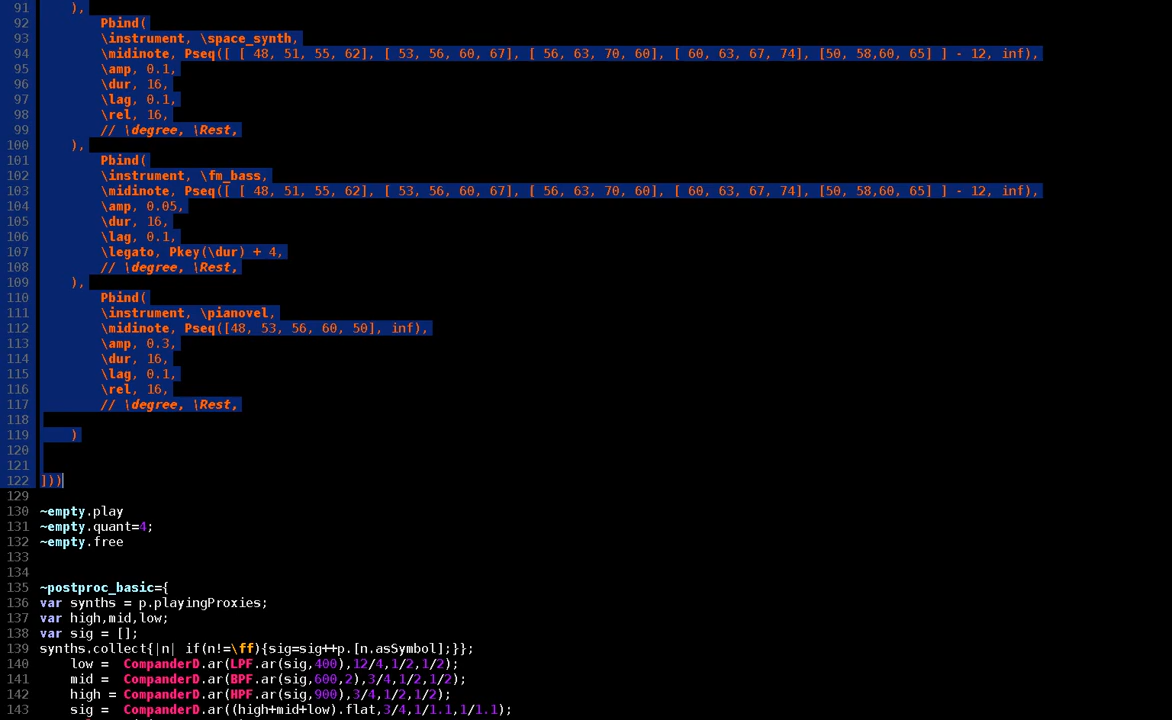 91 ),
92 Pbind(
93 \instrument, \space_synth,
94 \midinote, Pseq([ [ 48, 51, 55, 62], [ 53, 56, 60, 67], [ 56, 63, 70, 60], [ 60, 63, 67, 74], [50, 58,60, 65] ] - 12, inf),
95 \amp, 0.1,
96 \dur, 16,
97 \lag, 0.1,
98 \rel, 16,
99 // \degree, \Rest,
100 ),
101 Pbind(
102 \instrument, \fm_bass,
103 \midinote, Pseq([ [ 48, 51, 55, 62], [ 53, 56, 60, 67], [ 56, 63, 70, 60], [ 60, 63, 67, 74], [50, 58,60, 65] ] - 12, inf),
104 \amp, 0.05,
105 \dur, 16,
106 \lag, 0.1,
107 \legato, Pkey(\dur) + 4,
108 // \degree, \Rest,
109 ),
110 Pbind(
111 \instrument, \pianovel,
112 \midinote, Pseq([48, 53, 56, 60, 50], inf),
113 \amp, 0.3,
114 \dur, 16,
115 \lag, 0.1,
116 \rel, 16,
117 // \degree, \Rest,
118
119 )
120
121
122 ]))
129
130 ~empty.play
131 ~empty.quant=4;
132 ~empty.free
133
134
135 ~postproc_basic={
136 var synths = p.playingProxies;
137 var high,mid,low;
138 var sig = [];
139 synths.collect{|n| if(n!=\ff){sig=sig++p.[n.asSymbol];}};
140 low = CompanderD.ar(LPF.ar(sig,400),12/4,1/2,1/2);
141 mid = CompanderD.ar(BPF.ar(sig,600,2),3/4,1/2,1/2);
142 high = CompanderD.ar(HPF.ar(sig,900),3/4,1/2,1/2);
143 sig = CompanderD.ar((high+mid+low).flat,3/4,1/1.1,1/1.1);